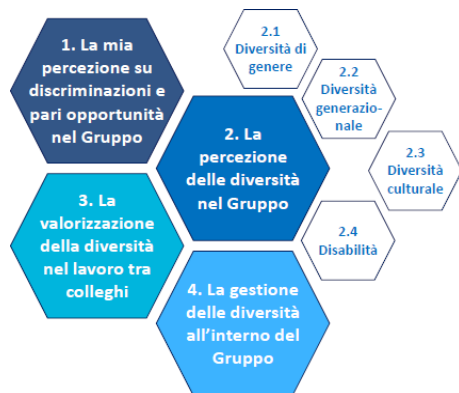 1. La mia
percezione su
discriminazioni e
pari opportunità
nel Gruppo
2. La
percezione
delle diversità
nel Gruppo
2.1
Diversità di
genere
2.2
Diversità
generazio-
nale
2.3
Diversità
culturale
2.4
Disabilità
3. La
valorizzazione
della diversità
nel lavoro tra
colleghi
4. La gestione
delle diversità
all’interno del
Gruppo